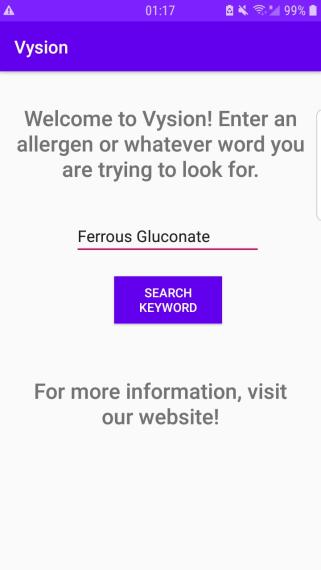 01:17
99%
Vysion
Welcome to Vysion! Enter an
allergen or whatever word you
are trying to look for.
Ferrous Gluconate
SEARCH
KEYWORD
For more information, visit
our website!